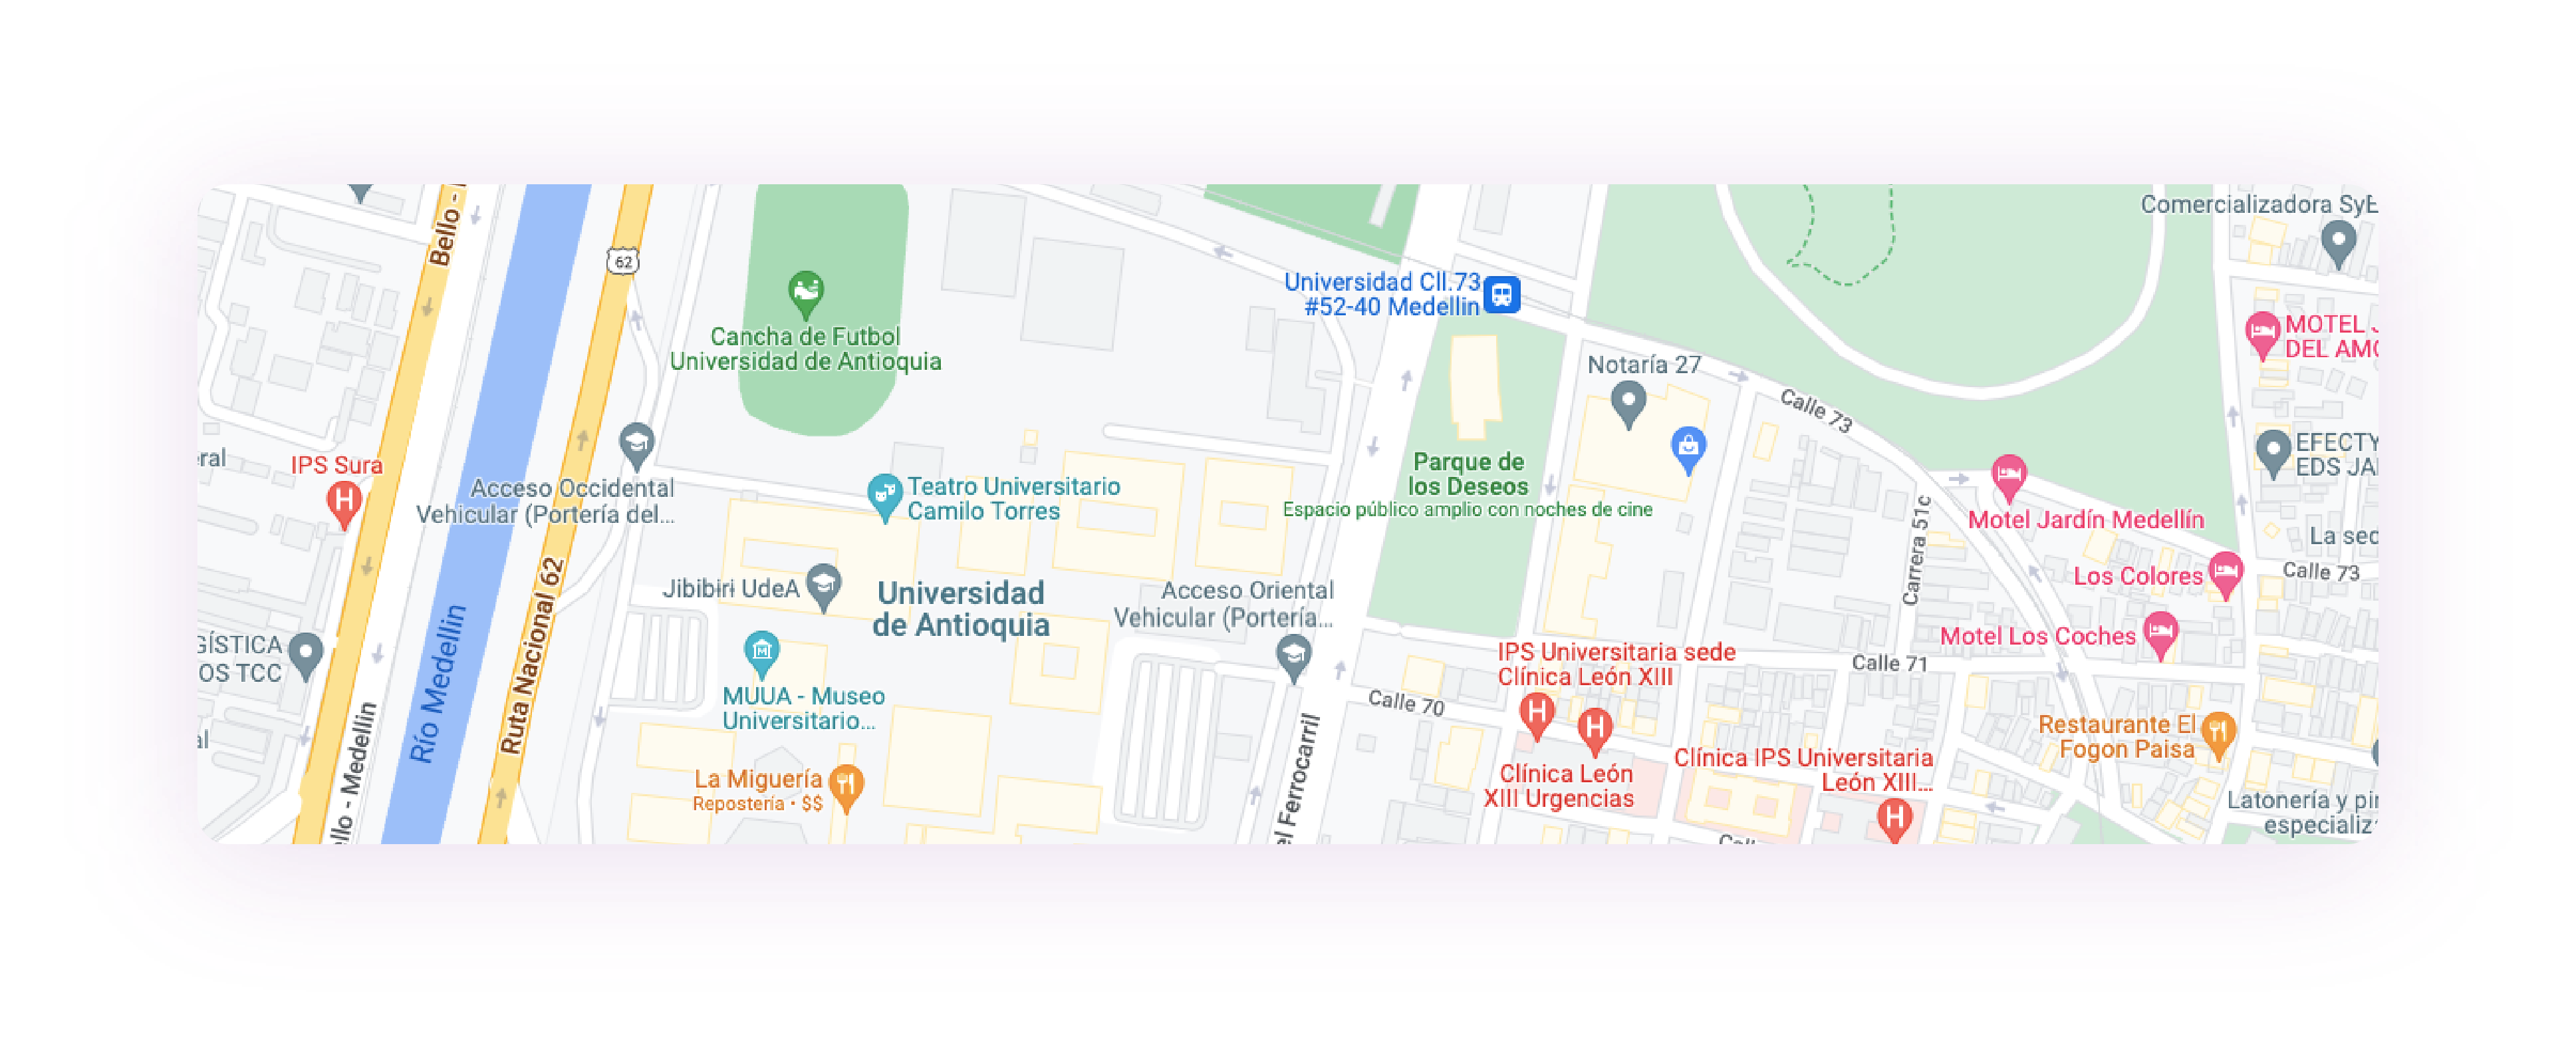 Bello -
62
Comercializadora SyE
Universidad Cll.73
#52-40 Medellin
Cancha de Futbol
Universidad de Antioquia
MOTEL J
DEL AMO
Notaría 27
Calle 73
EFECTY
EDS JA
ral
IPS Sura
Acceso Occidental
Vehicular (Portería del...
Teatro Universitario
Camilo Torres
Parque de
los Deseos
Espacio público amplio con noches de cine
Motel Jardín Medellín
Carrera 51c
La sed
Los Colores
Calle 73
Jibibiri UdeA
Universidad
de Antioquia
Acceso Oriental
Vehicular (Portería...
Ruta Nacional 62
Río Medellin
GÍSTICA
OS TCC
Motel Los Coches
IPS Universitaria sede
Clínica León XIII
Calle 71
MUUA - Museo
Universitario...
Calle 70
al
ello - Medellin
Restaurante El
Fogon Paisa
La Miguería
Repostería • $$
el Ferrocarril
Clínica León
XIII Urgencias
Clínica IPS Universitaria
León XIII...
Latonería y pi
especializ